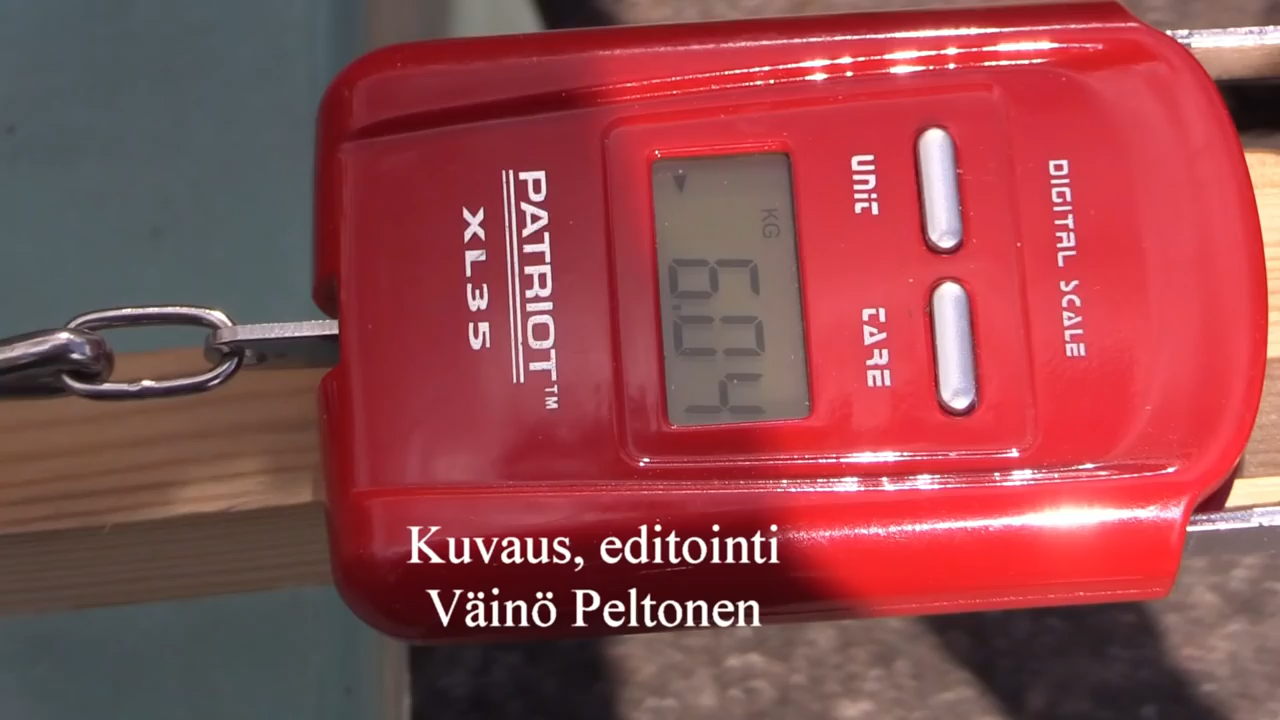 PATRIOT™
XL35
KG
6.04
UNIT
TARE
DIGITAL SCALE
Kuvaus, editointi
Väinö Peltonen